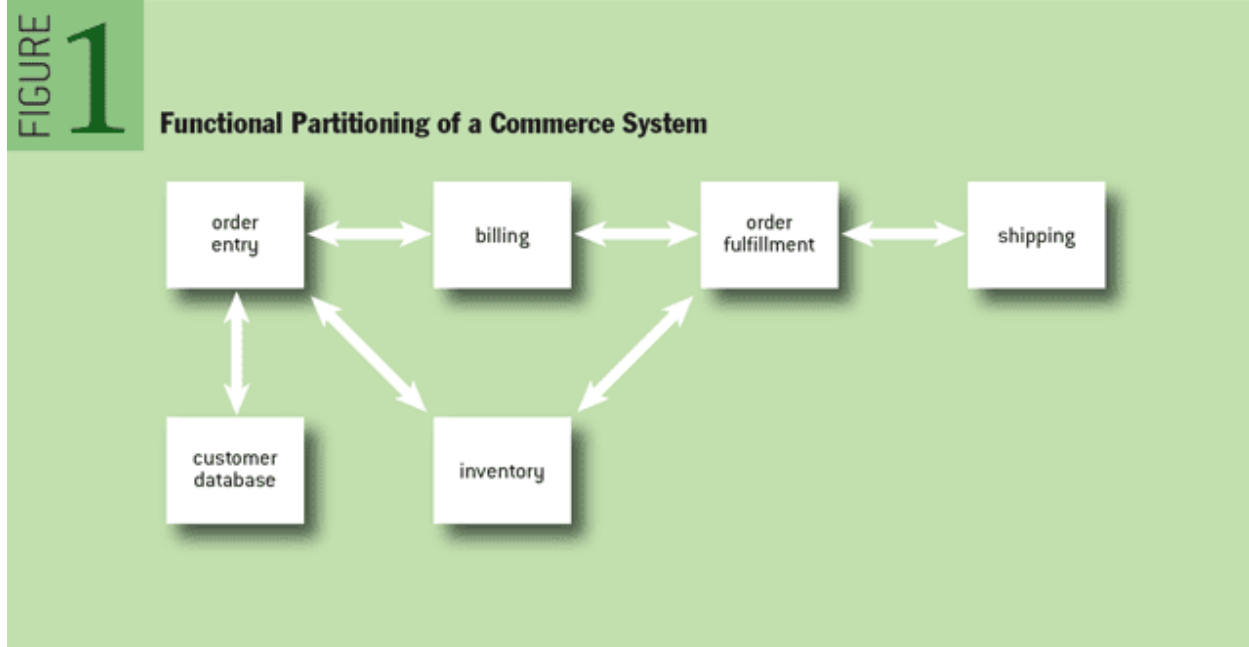 FIGURE
1
Functional Partitioning of a Commerce System
order
entry
billing
order
fulfillment
shipping
customer
database
inventory